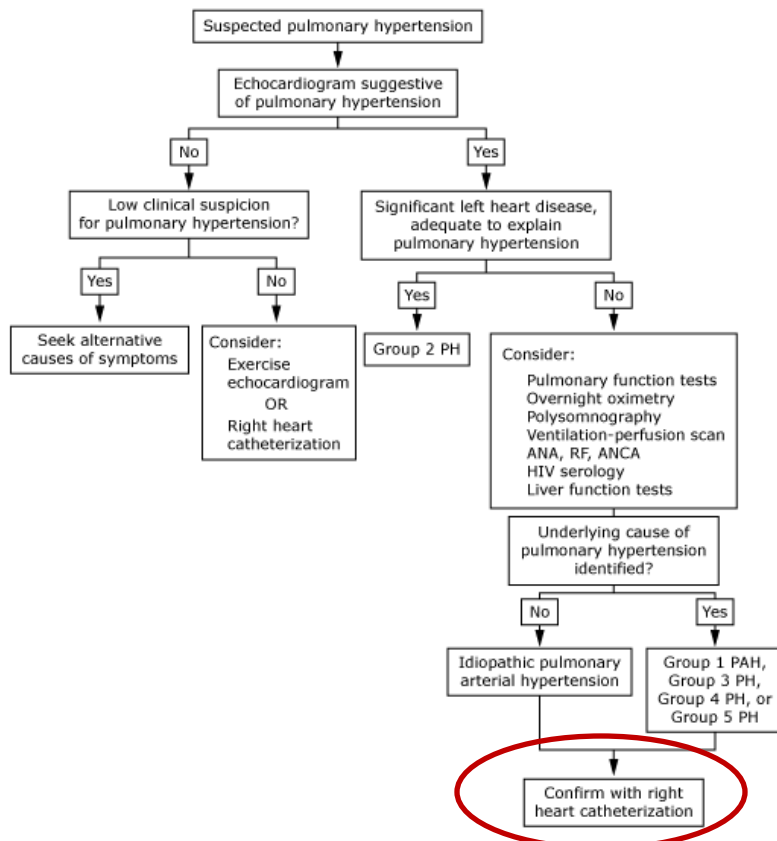 Suspected pulmonary hypertension
Echocardiogram suggestive
of pulmonary hypertension
No
Yes
Low clinical suspicion
for pulmonary hypertension?
Significant left heart disease,
adequate to explain
pulmonary hypertension
Yes
No
Yes
No
Seek alternative
causes of symptoms
Consider:
Exercise
echocardiogram
OR
Right heart
catheterization
Group 2 PH
Consider:
Pulmonary function tests
Overnight oximetry
Polysomnography
Ventilation-perfusion scan
ANA, RF, ANCA
HIV serology
Liver function tests
Underlying cause of
pulmonary hypertension
identified?
No
Yes
Idiopathic pulmonary
arterial hypertension
Group 1 PAH,
Group 3 PH,
Group 4 PH, or
Group 5 PH
Confirm with right
heart catheterization